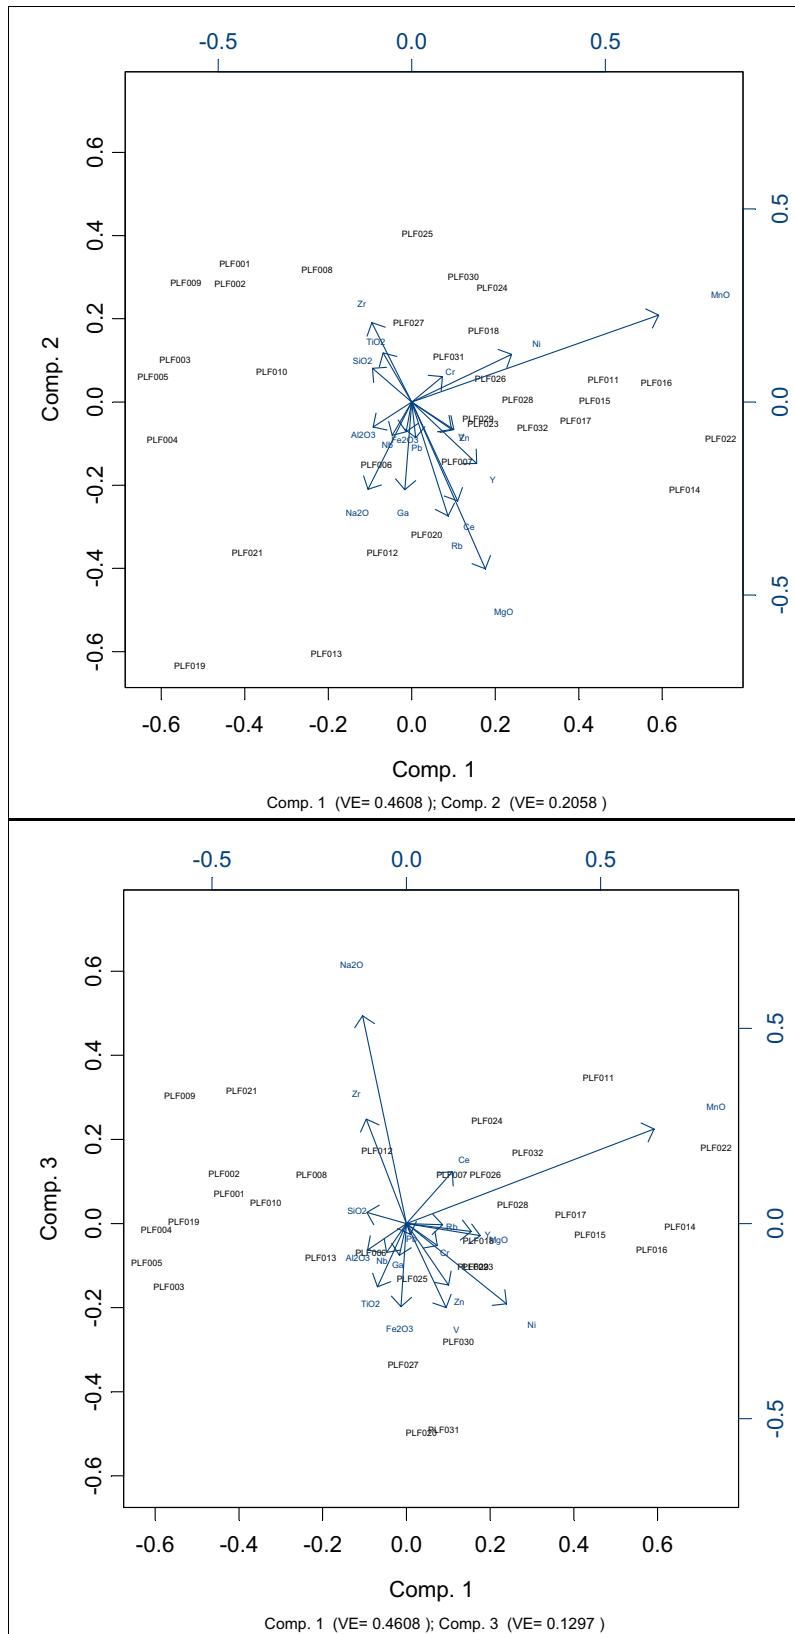 -0.5 0.0 0.5
0.6
0.4
0.2
0.0
-0.2
-0.4
-0.6
Comp. 2
0.5
0.0
-0.5
PLF025
PLF001
PLF008
PLF009
PLF002
PLF030
PLF024
MnO
Zr
PLF027
PLF018
TiO2
Ni
SiO2
PLF031
PLF003
PLF010
Cr
PLF005
PLF026
PLF011
PLF016
PLF028
PLF015
PLF029
PLF023
PLF017
PLF032
PLF004
Al2O3
Nb
Fe2O3
Pb
V
Zn
PLF022
PLF006
PLF007
Y
PLF014
Na2O
Ga
Ce
PLF020
Rb
PLF021
PLF012
MgO
PLF013
PLF019
-0.6 -0.4 -0.2 0.0 0.2 0.4 0.6
Comp. 1
Comp. 1 (VE= 0.4608 ); Comp. 2 (VE= 0.2058 )
-0.5 0.0 0.5
0.6
0.4
0.2
0.0
-0.2
-0.4
-0.6
Comp. 3
0.5
0.0
-0.5
Na2O
PLF011
PLF009
PLF021
Zr
MnO
PLF024
PLF012
PLF032
PLF022
Ce
PLF002
PLF008
PLF007
PLF026
PLF001
PLF010
PLF028
SiO2
PLF017
PLF019
PLF004
Rb
Y
PLF014
Pb
PLF018
MgO
PLF015
PLF016
PLF005
PLF013
Al2O3
PLF006
Nb
Ga
Cr
PLF023
PLF003
PLF025
TiO2
Zn
Fe2O3
V
Ni
PLF030
PLF027
PLF020
PLF031
-0.6 -0.4 -0.2 0.0 0.2 0.4 0.6
Comp. 1
Comp. 1 (VE= 0.4608 ); Comp. 3 (VE= 0.1297 )